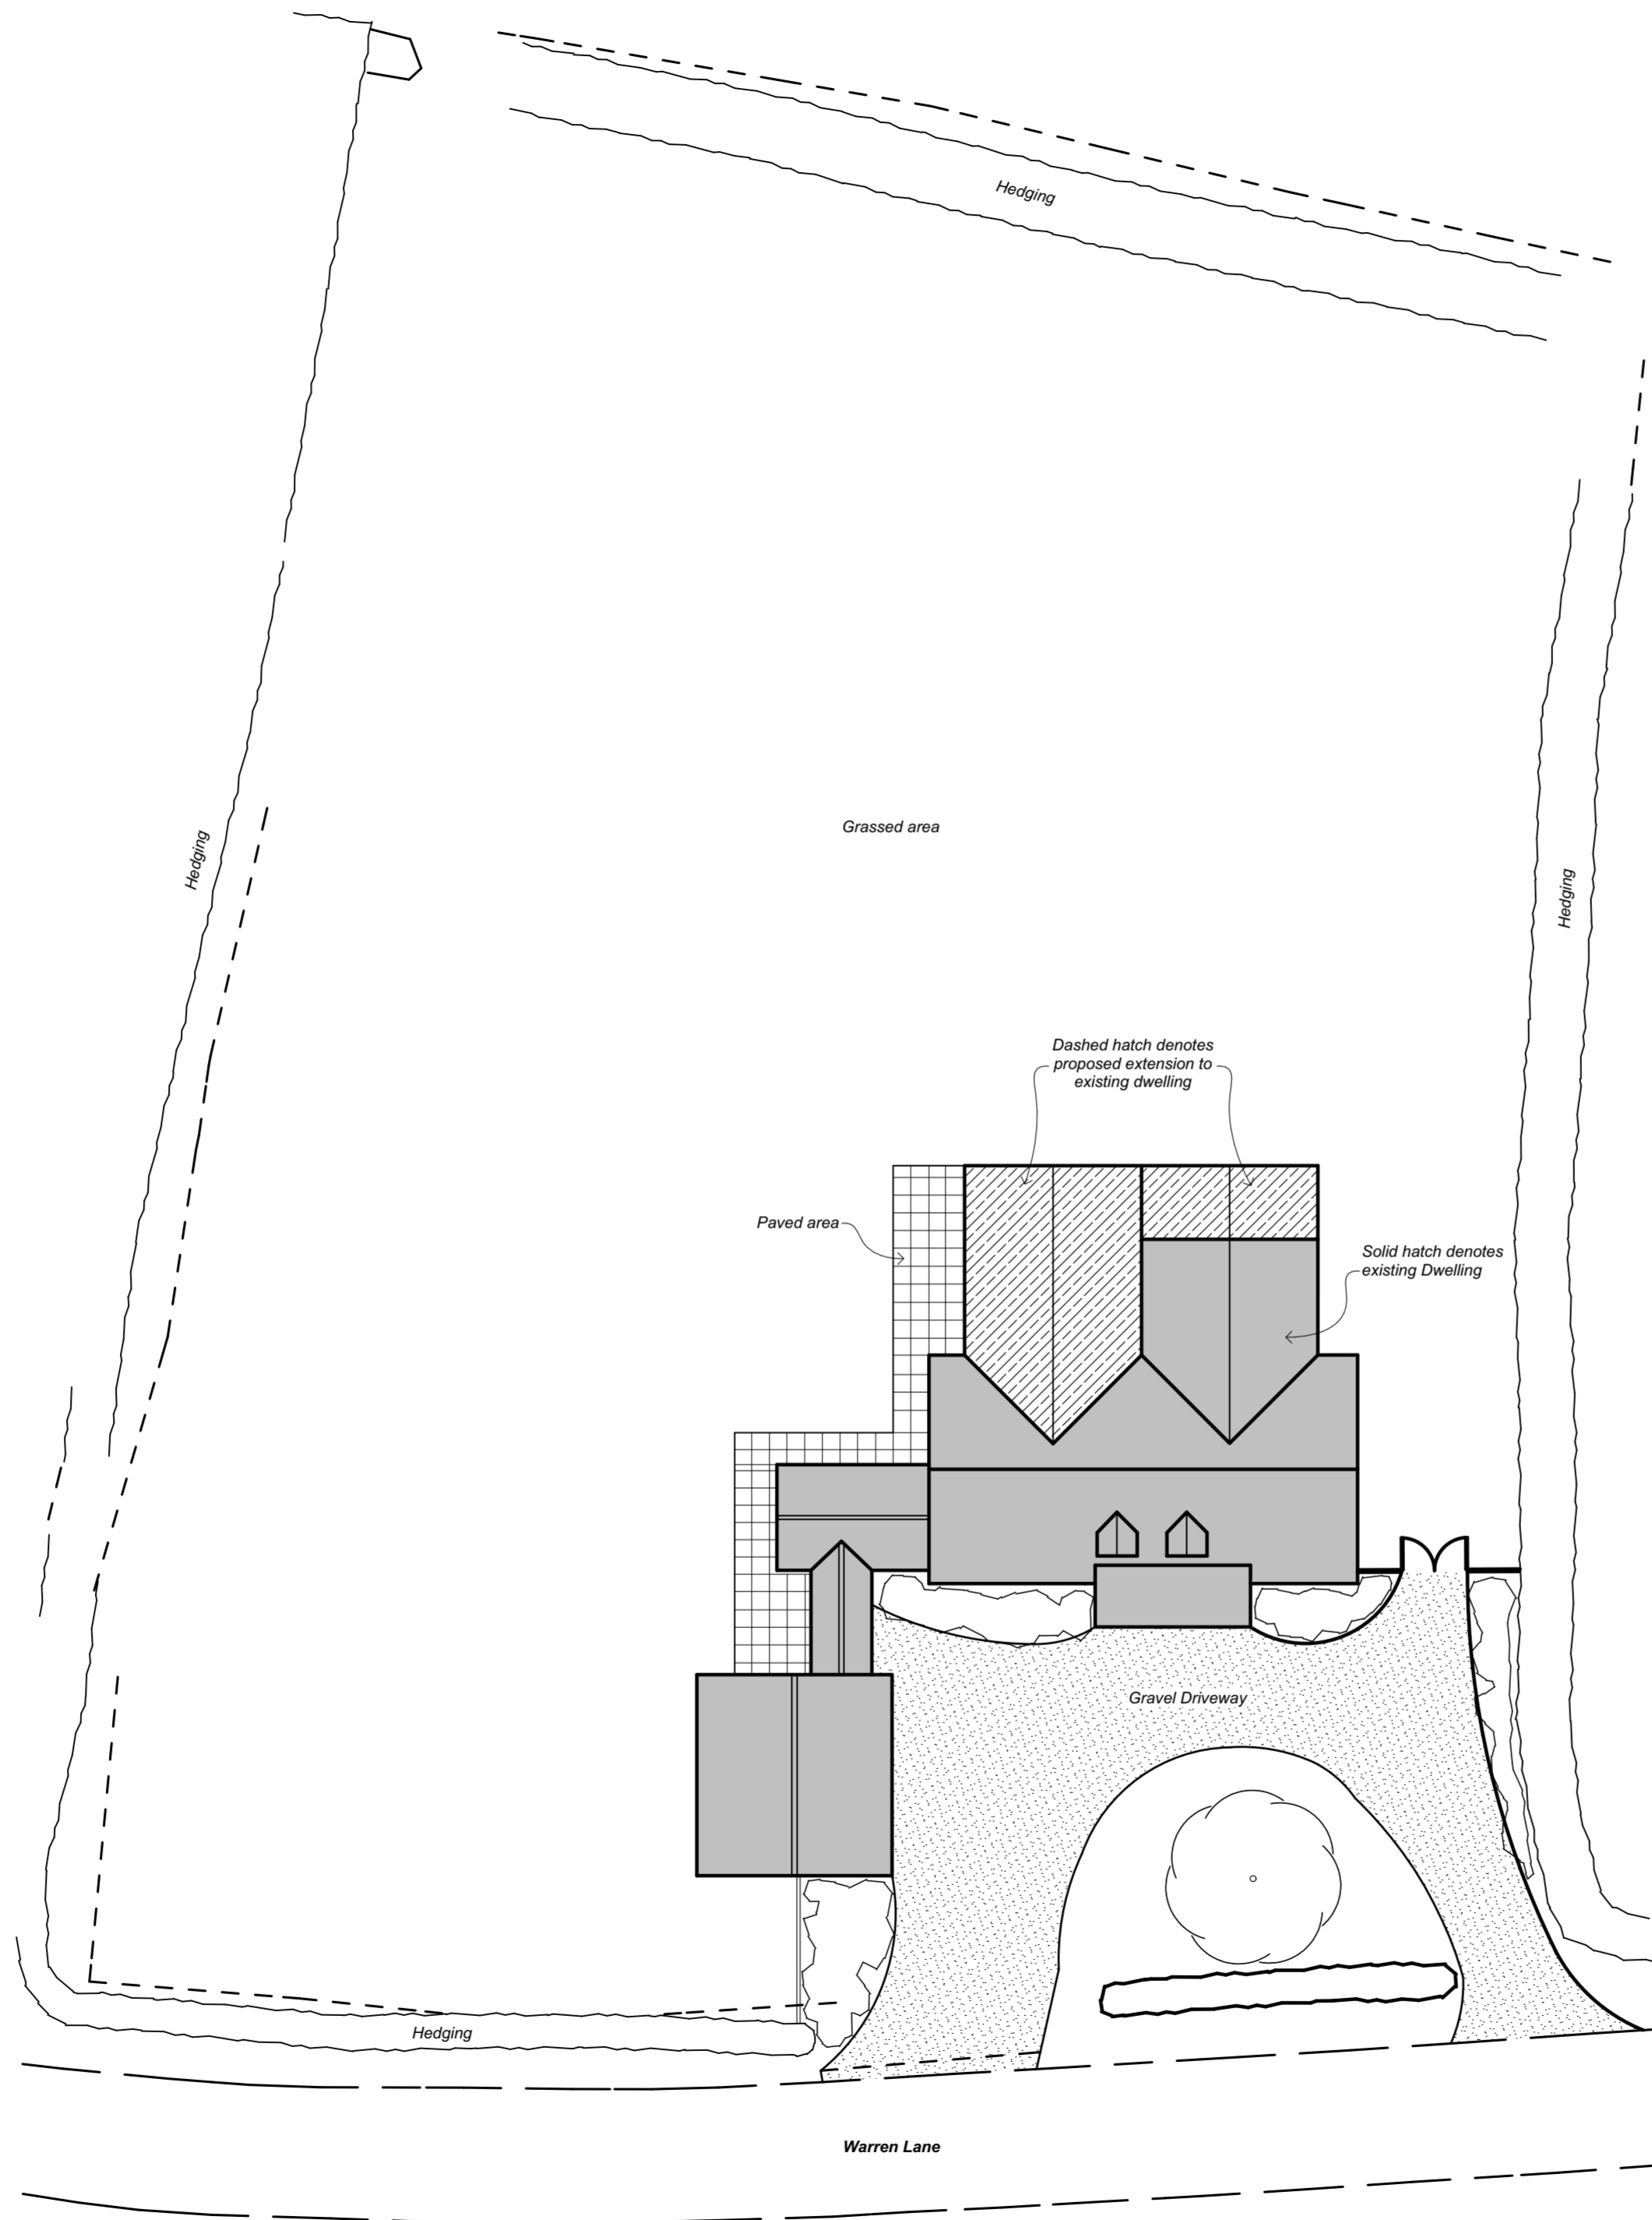 Hedging
Grassed area
Hedging
Hedging
Dashed hatch denotes
proposed extension to
existing dwelling
Paved area
Solid hatch denotes
existing Dwelling
Gravel Driveway
Hedging
Warren Lane